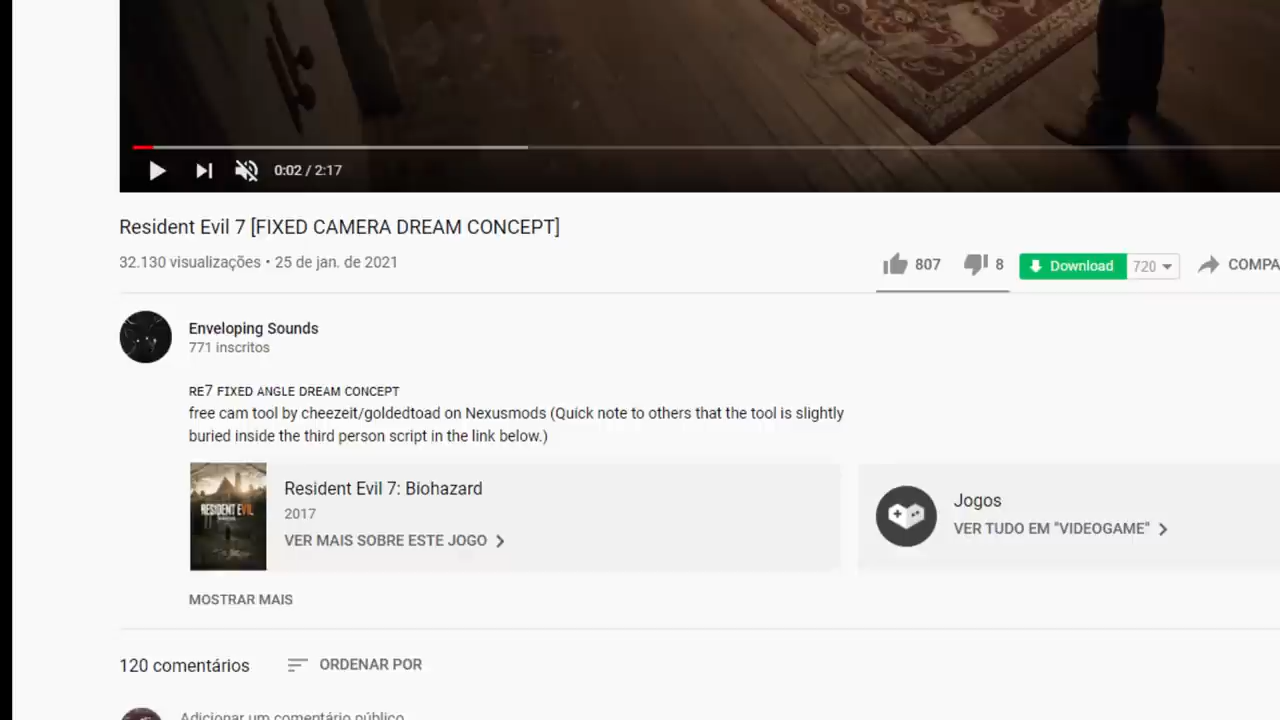 0:02 / 2:17
Resident Evil 7 [FIXED CAMERA DREAM CONCEPT]
32.130 visualizações • 25 de jan. de 2021
807
8
Download
720
COMPA
Enveloping Sounds
771 inscritos
RE7 FIXED ANGLE DREAM CONCEPT
free cam tool by cheezeit/goldedtoad on Nexusmods (Quick note to others that the tool is slightly
buried inside the third person script in the link below.)
RESIDENT EVIL
Resident Evil 7: Biohazard
2017
VER MAIS SOBRE ESTE JOGO
Jogos
VER TUDO EM "VIDEOGAME"
MOSTRAR MAIS
120 comentários
ORDENAR POR
Adicionar um comentário público